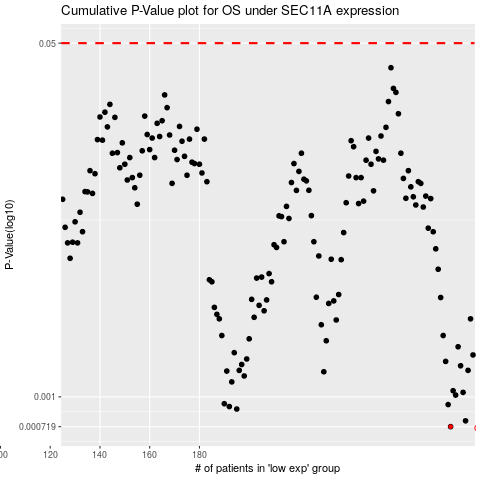 Cumulative P-Value plot for OS under SEC11A expression
0.05
P-Value(log10)
0.001
0.000719
00 120 140 160 180
# of patients in 'low exp' group